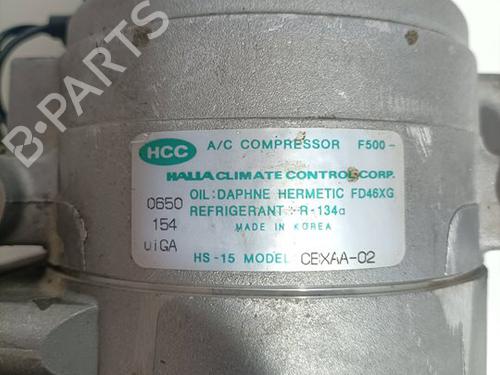 B-PARTS
HCC A/C COMPRESSOR F500-
HALLA CLIMATE CONTROL CORP.
OIL:DAPHNE HERMETIC FD46XG
0650 REFRIGERANT:R-134a
154 MADE IN KOREA
UiGA
HS-15 MODEL CEXAA-02